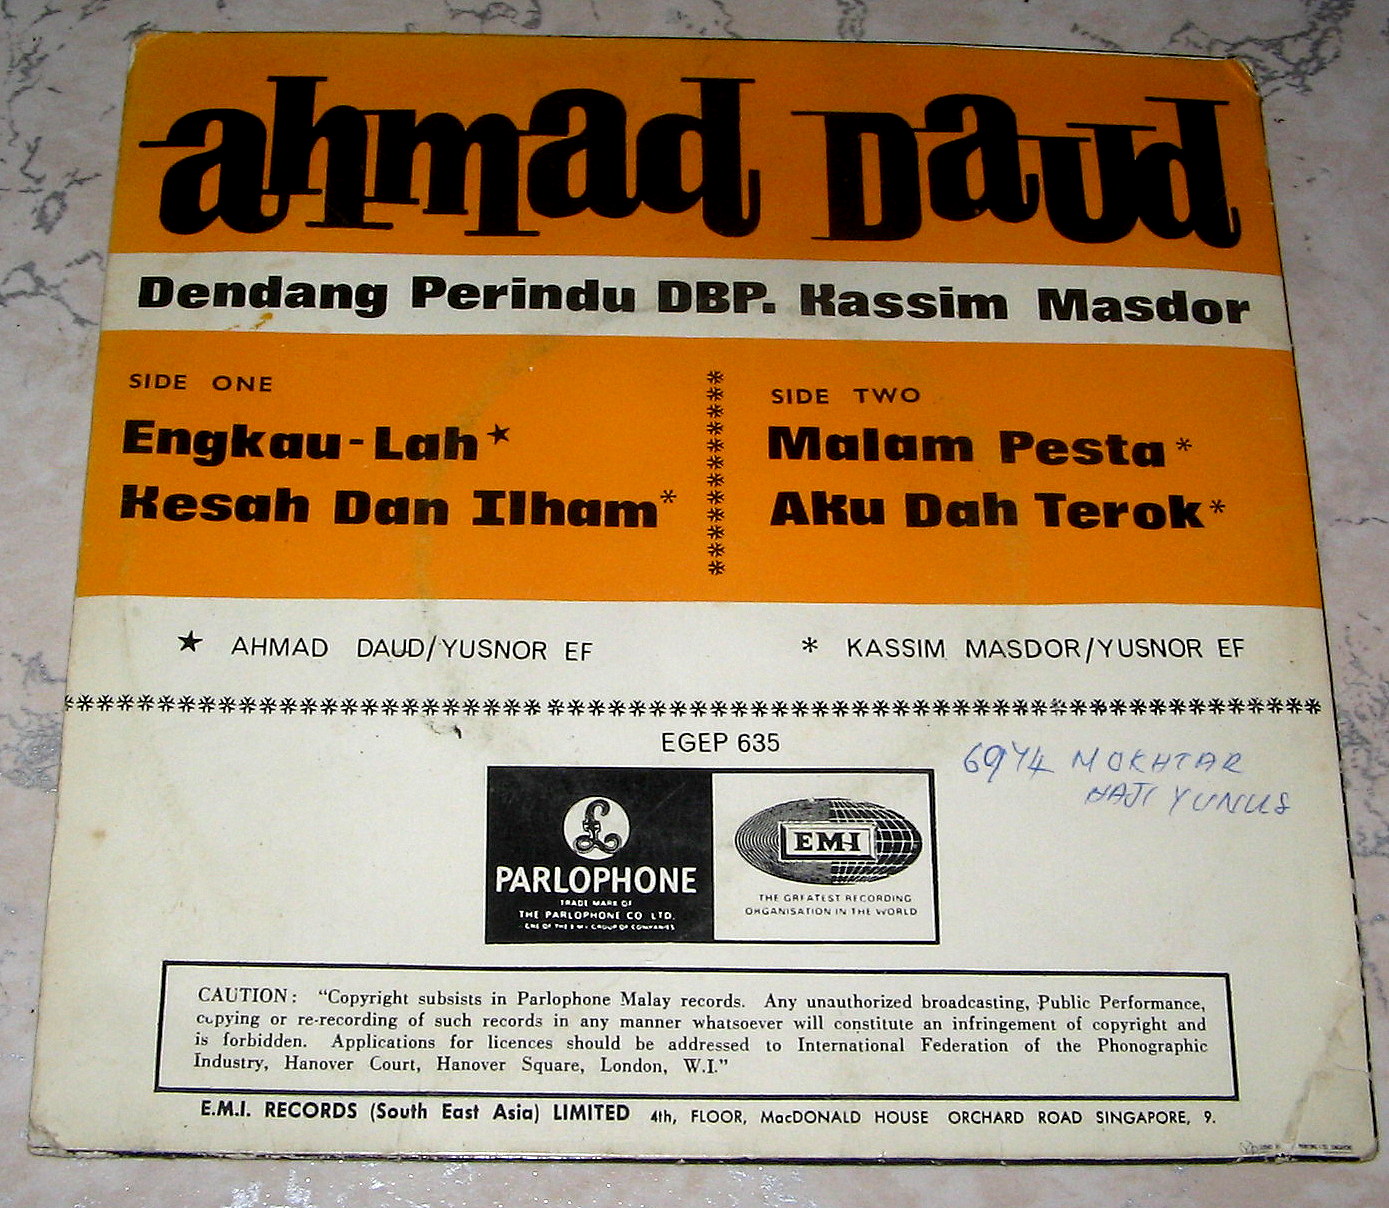 ahmad Daud
Dendang Perindu DBP. Kassim Masdor
SIDE ONE
Engkau-Lah★
Kesah Dan Ilham*
SIDE TWO
Malam Pesta*
Aku Dah Terok*
★ AHMAD DAUD/YUSNOR EF
* KASSIM MASDOR/YUSNOR EF
EGEP 635
6974 MOKHTAR
HAJI YUNUS
PARLOPHONE
TRADE MARK OF
THE PARLOPHONE CO LTD.
ONE OF THE E M I GROUP OF COMPANIES
EMI
THE GREATEST RECORDING
ORGANISATION IN THE WORLD
CAUTION: "Copyright subsists in Parlophone Malay records. Any unauthorized broadcasting, Public Performance,
copying or re-recording of such records in any manner whatsoever will constitute an infringement of copyright and
is forbidden. Applications for licences should be addressed to International Federation of the Phonographic
Industry, Hanover Court, Hanover Square, London, W.I."
E.M.I. RECORDS (South East Asia) LIMITED 4th, FLOOR, MacDONALD HOUSE ORCHARD ROAD SINGAPORE, 9.